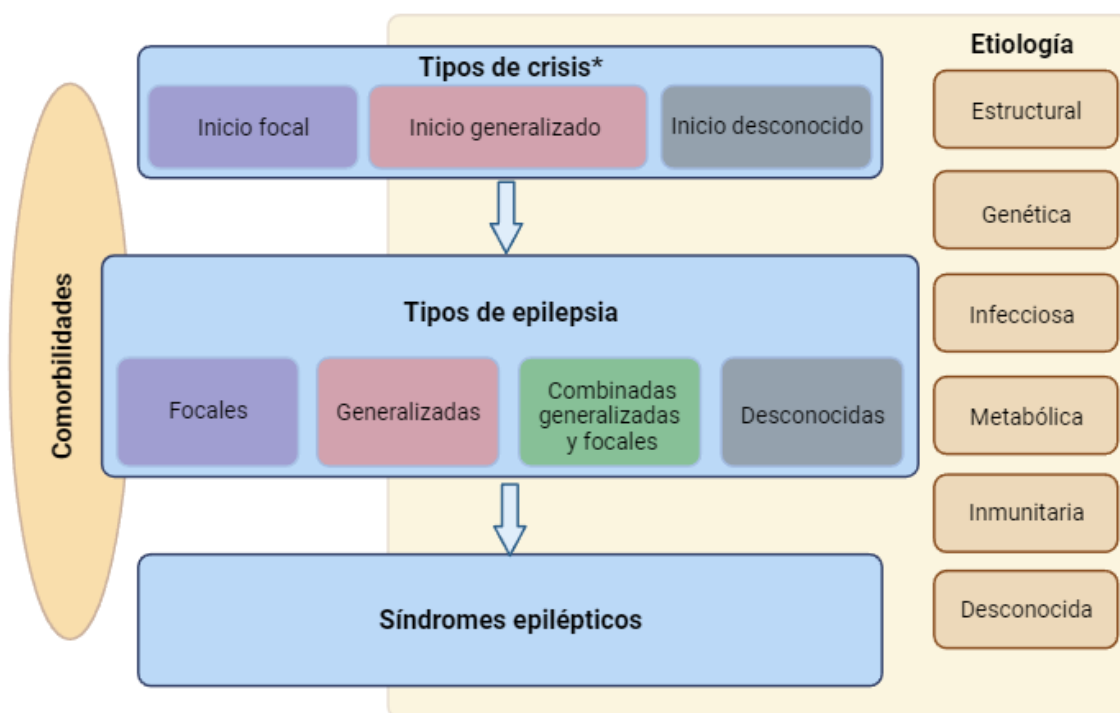 Etiología
Tipos de crisis*
Inicio focal
Inicio generalizado
Inicio desconocido
Estructural
Genética
Infecciosa
Metabólica
Inmunitaria
Desconocida
Comorbilidades
Tipos de epilepsia
Focales
Generalizadas
Combinadas
generalizadas
y focales
Desconocidas
Síndromes epilépticos